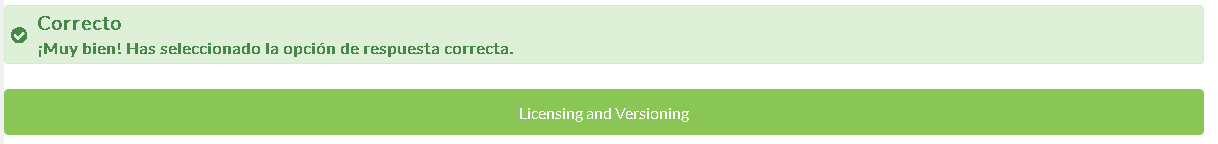 Correcto
¡Muy bien! Has seleccionado la opción de respuesta correcta.
Licensing and Versioning